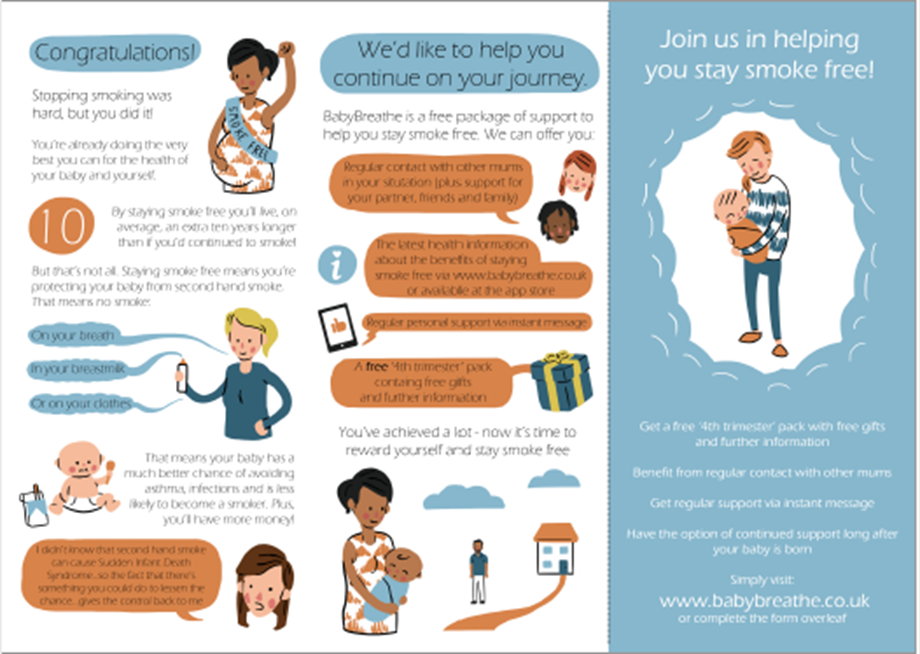 Congratulations!
Stopping smoking was
hard, but you did it!
You're already doing the very
best you can for the health of
your baby and yourself.
SMOKE FREE
10
By staying smoke free you'll live, on
average, an extra ten years longer
than if you'd continued to smoke!
But that's not all. Staying smoke free means you're
protecting your baby from second hand smoke.
That means no smoke:
On your breath
In your breastmilk
Or on your clothes
That means your baby has a
much better chance of avoiding
asthma, infections and is less
likely to become a smoker. Plus,
you'll have more money!
I didn't know that second hand smoke
can cause Sudden Infant Death
Syndrome...so the fact that there's
something you could do to lessen the
chance.. gives the control back to me
We'd like to help you
continue on your journey.
BabyBreathe is a free package of support to
help you stay smoke free. We can offer you:
Regular contact with other mums
in your situtation (plus support for
your partner, friends and family)
i
The latest health information
about the benefits of staying
smoke free via www.babybreathe.co.uk
or available at the app store
Regular personal support via instant message
A free '4th trimester' pack
containg free gifts
and further information
You've achieved a lot - now it's time to
reward yourself and stay smoke free
Join us in helping
you stay smoke free!
Get a free '4th trimester' pack with free gifts
and further information
Benefit from regular contact with other mums
Get regular support via instant message
Have the option of continued support long after
your baby is born
Simply visit:
www.babybreathe.co.uk
or complete the form overleaf